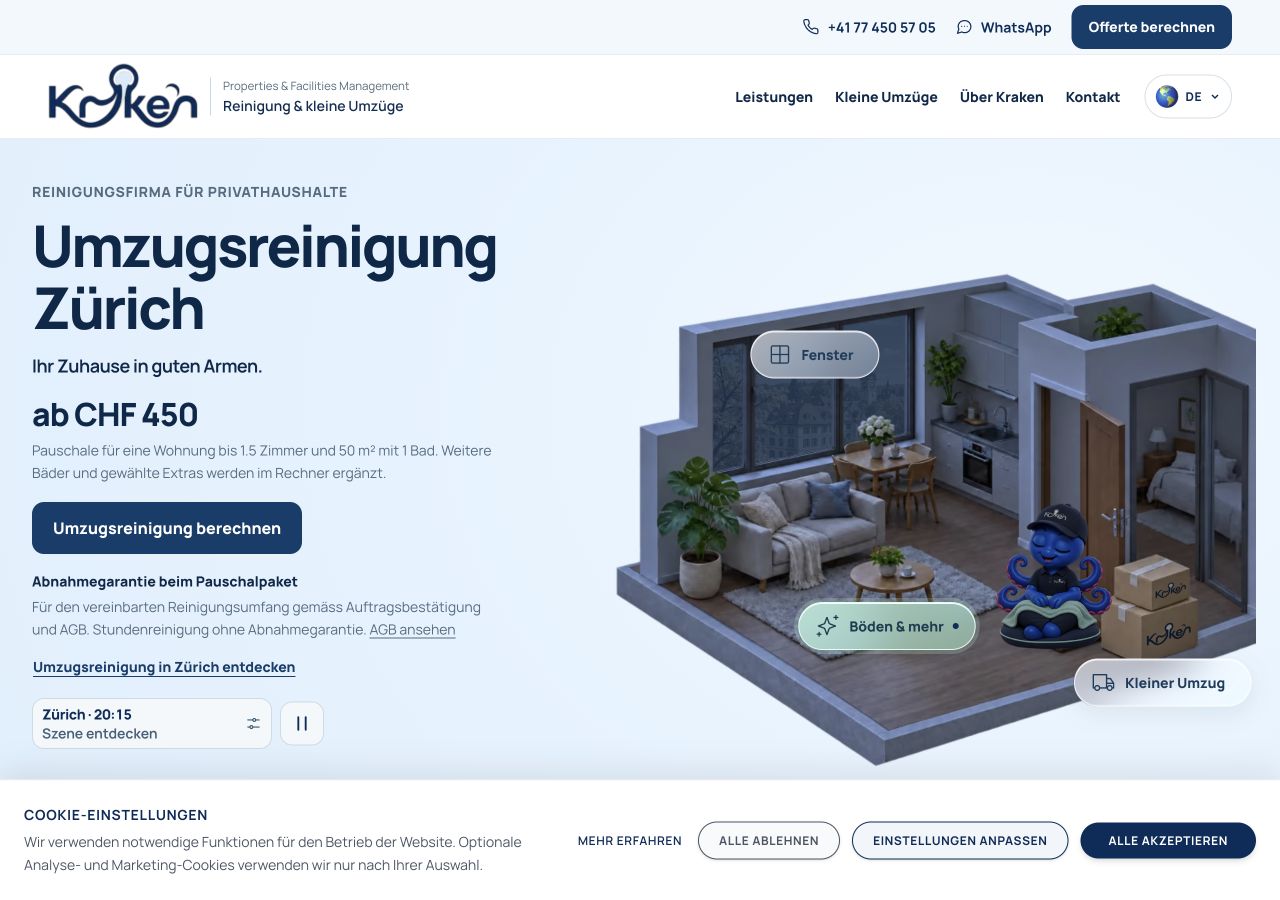 +41 77 450 57 05
WhatsApp
Offerte berechnen
Kraken
Properties & Facilities Management
Reinigung & kleine Umzüge
Leistungen
Kleine Umzüge
Über Kraken
Kontakt
DE
REINIGUNGSFIRMA FÜR PRIVATHAUSHALTE
Umzugsreinigung
Zürich
Ihr Zuhause in guten Armen.
ab CHF 450
Pauschale für eine Wohnung bis 1.5 Zimmer und 50 m² mit 1 Bad. Weitere
Bäder und gewählte Extras werden im Rechner ergänzt.
Umzugsreinigung berechnen
Abnahmegarantie beim Pauschalpaket
Für den vereinbarten Reinigungsumfang gemäss Auftragsbestätigung
und AGB. Stundenreinigung ohne Abnahmegarantie. AGB ansehen
Umzugsreinigung in Zürich entdecken
Zürich · 20:15
Szene entdecken
Fenster
Böden & mehr
Kraken
Kraken
Kraken
Kleiner Umzug
COOKIE-EINSTELLUNGEN
Wir verwenden notwendige Funktionen für den Betrieb der Website. Optionale
Analyse- und Marketing-Cookies verwenden wir nur nach Ihrer Auswahl.
MEHR ERFAHREN
ALLE ABLEHNEN
EINSTELLUNGEN ANPASSEN
ALLE AKZEPTIEREN